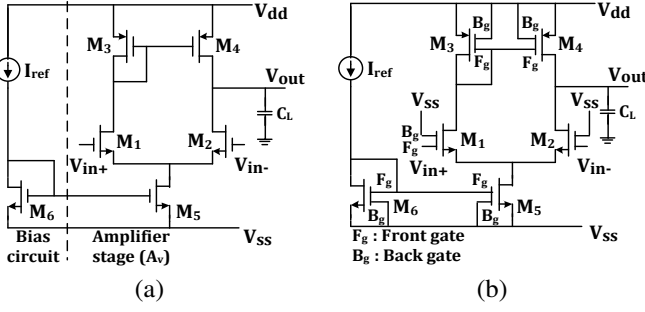 Vdd
M3
M4
Iref
Vout
CL
M1
M2
Vin+
Vin-
M6
M5
Vss
Bias circuit
Amplifier stage (Av)
(a)
Vdd
Bg
Bg
M3
M4
Fg
Fg
Iref
Vout
Vss
Vss
CL
Bg
Fg
M1
M2
Vin+
Vin-
Fg
Fg
M6
M5
Bg
Bg
Vss
Fg : Front gate
Bg : Back gate
(b)